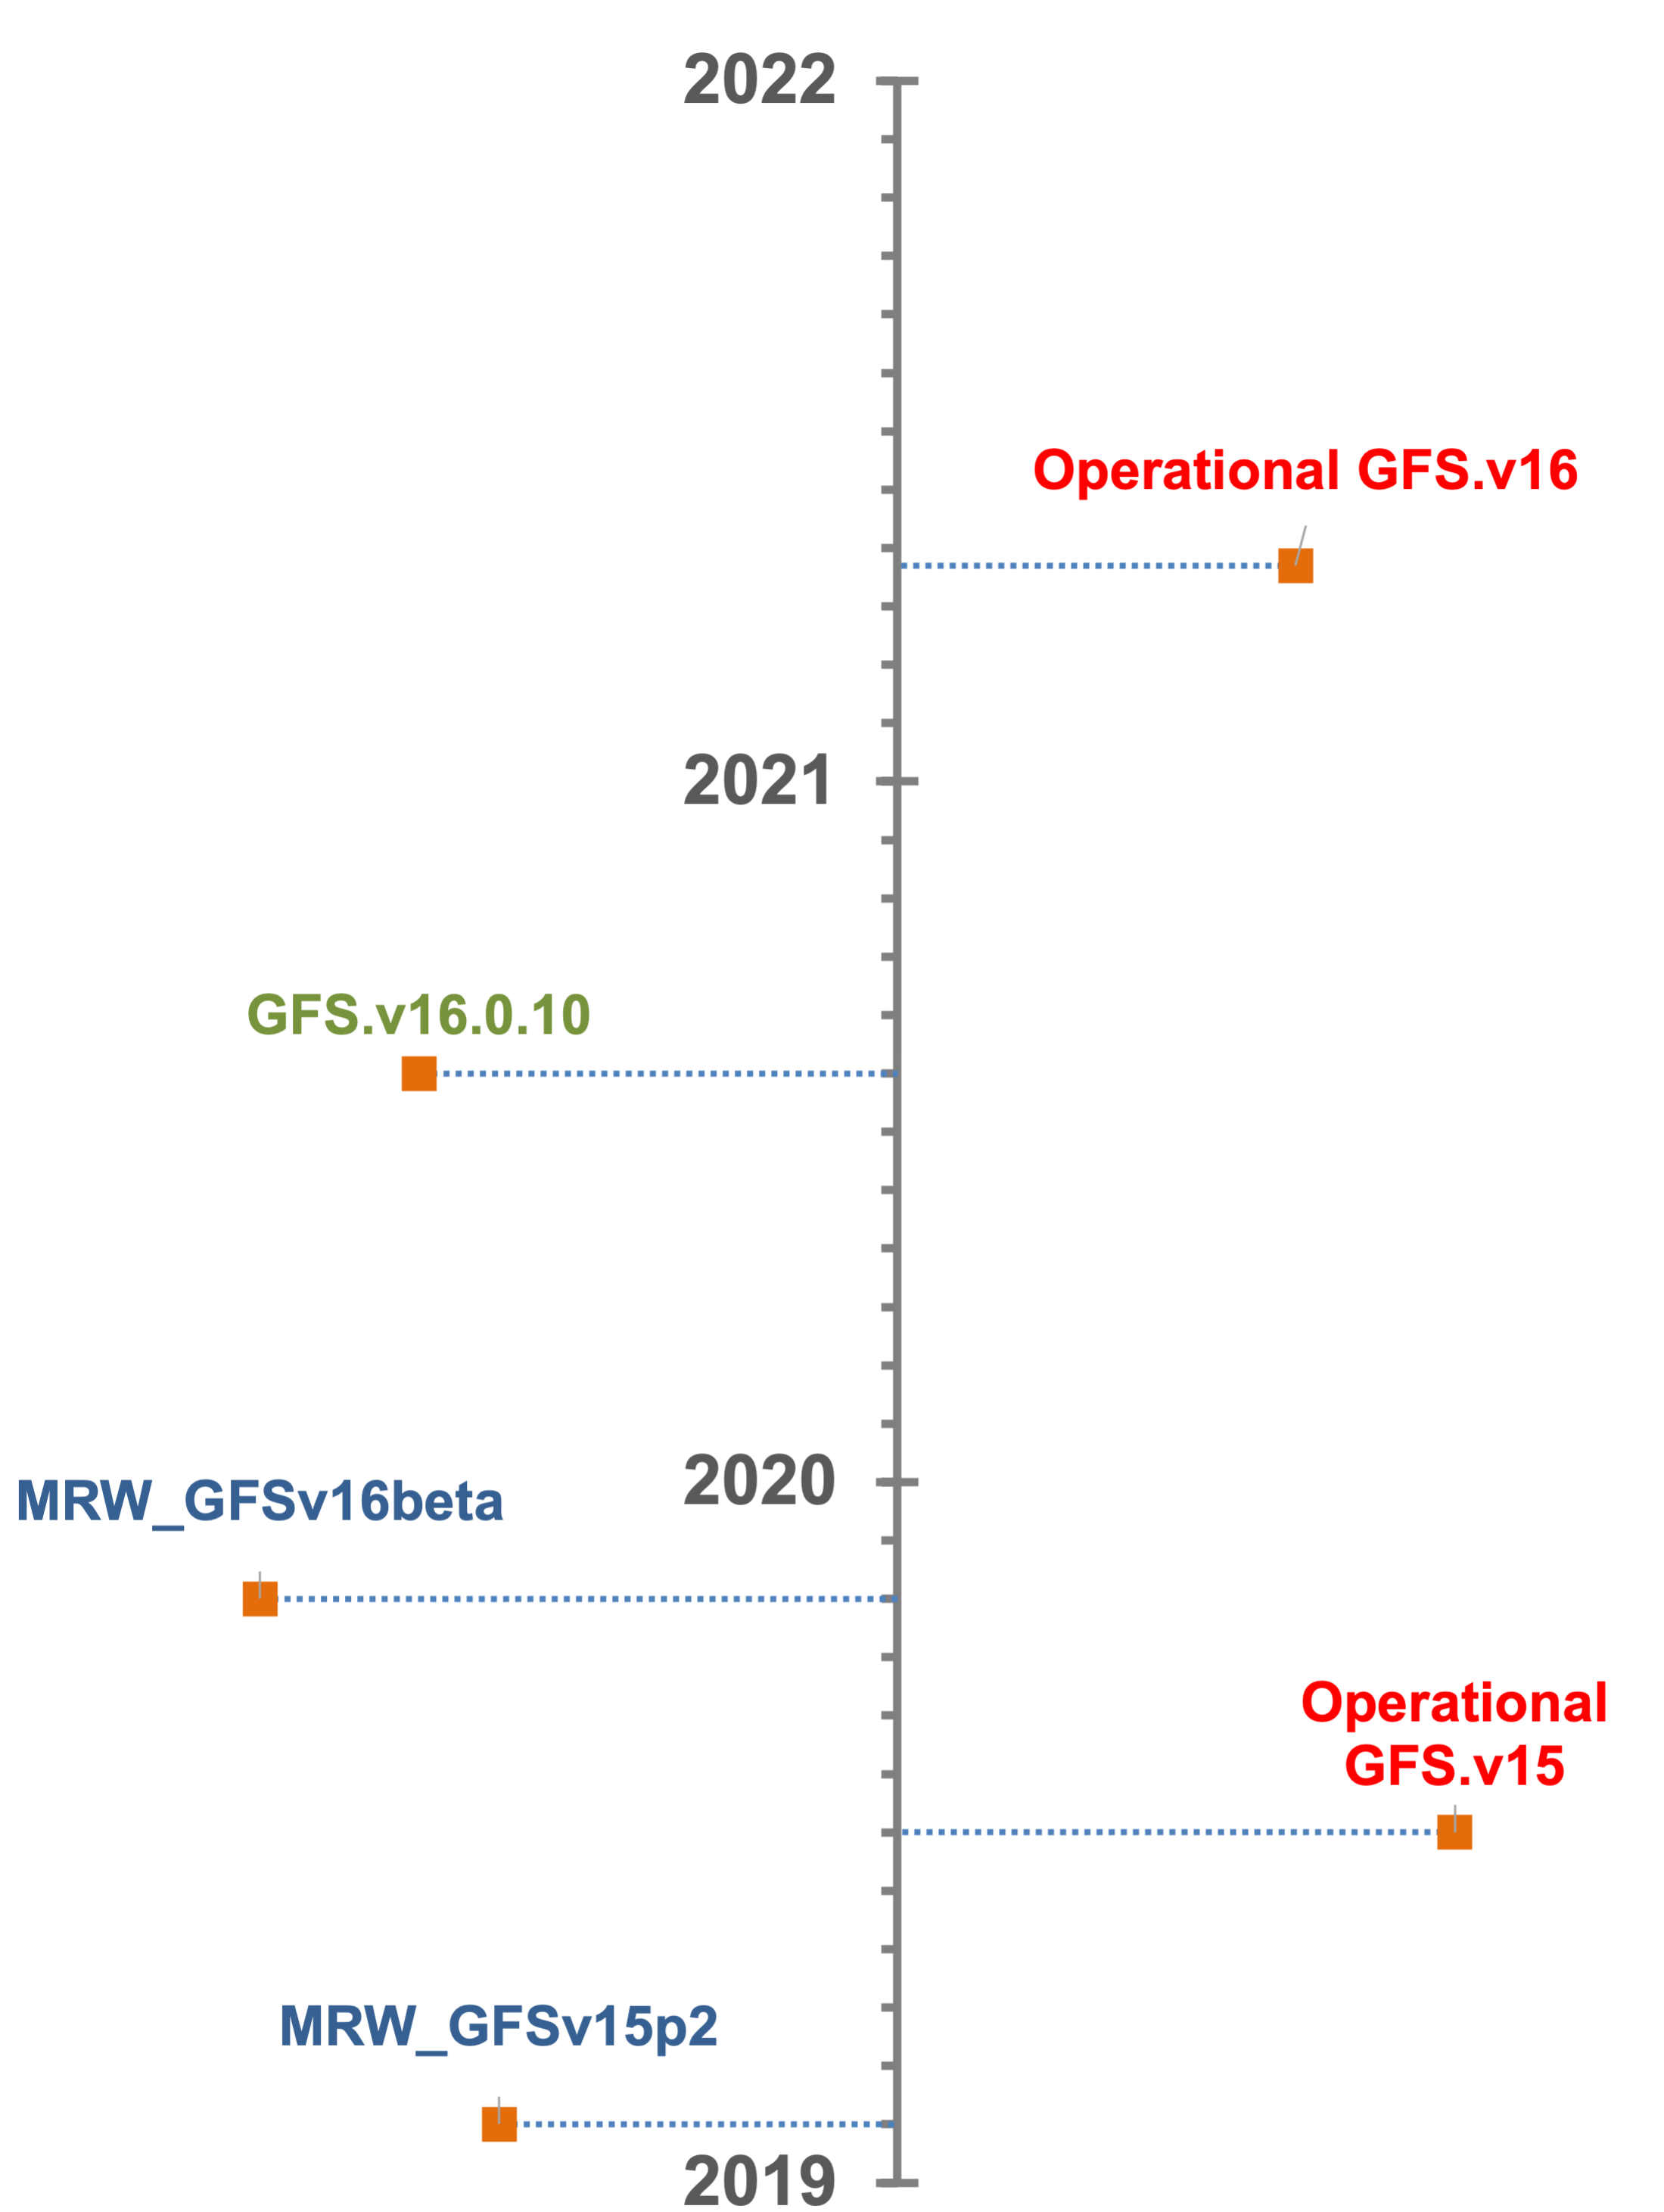 2022
Operational GFS.v16
2021
GFS.v16.0.10
2020
MRW_GFSv16beta
Operational
GFS.v15
MRW_GFSv15p2
2019